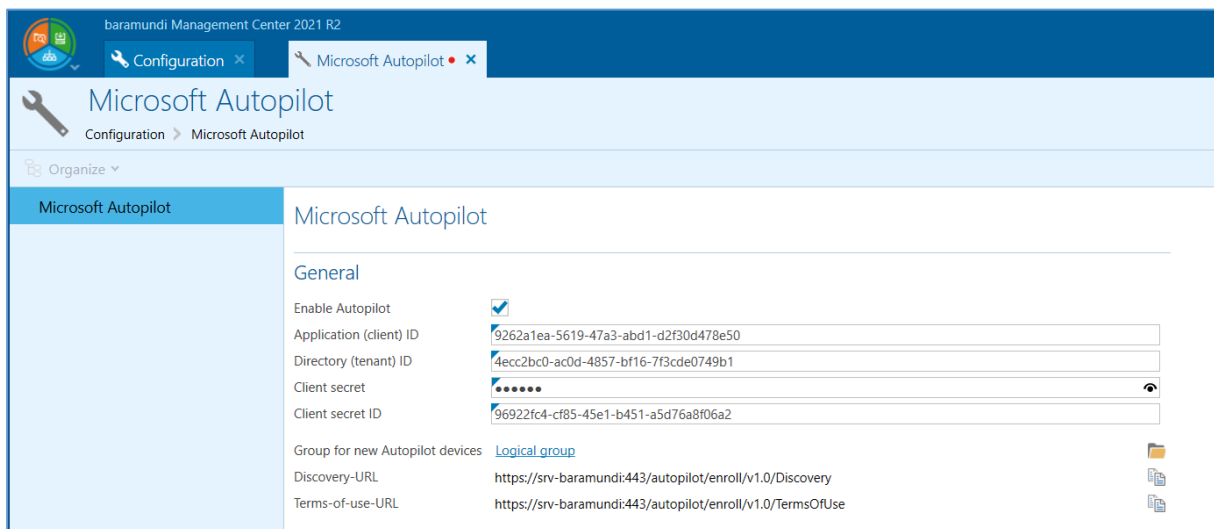 baramundi Management Center 2021 R2
Configuration
Microsoft Autopilot
Microsoft Autopilot
Configuration > Microsoft Autopilot
Organize
Microsoft Autopilot
Microsoft Autopilot
General
Enable Autopilot
Application (client) ID 9262a1ea-5619-47a3-abd1-d2f30d478e50
Directory (tenant) ID 4ecc2bc0-ac0d-4857-bf16-7f3cde0749b1
Client secret ●●●●●●
Client secret ID 96922fc4-cf85-45e1-b451-a5d76a8f06a2
Group for new Autopilot devices Logical group
Discovery-URL https://srv-baramundi:443/autopilot/enroll/v1.0/Discovery
Terms-of-use-URL https://srv-baramundi:443/autopilot/enroll/v1.0/TermsOfUse